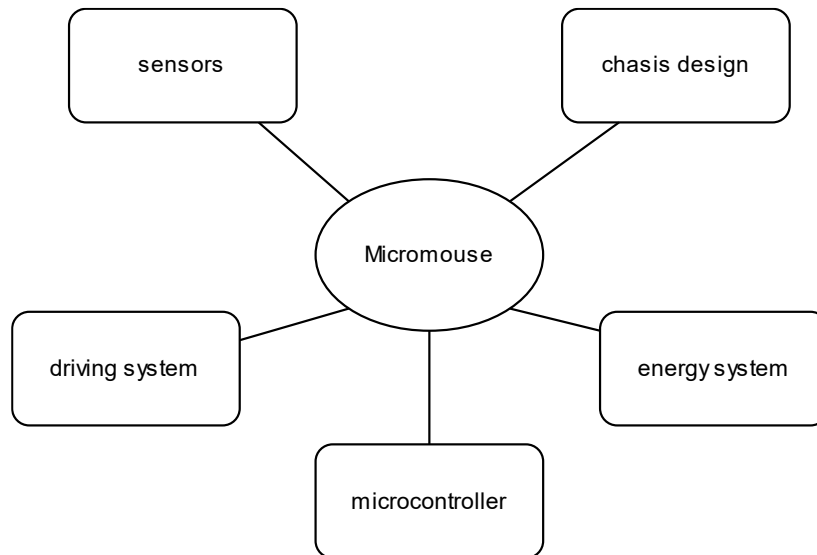 sensors
chasis design
Micromouse
driving system
energy system
microcontroller